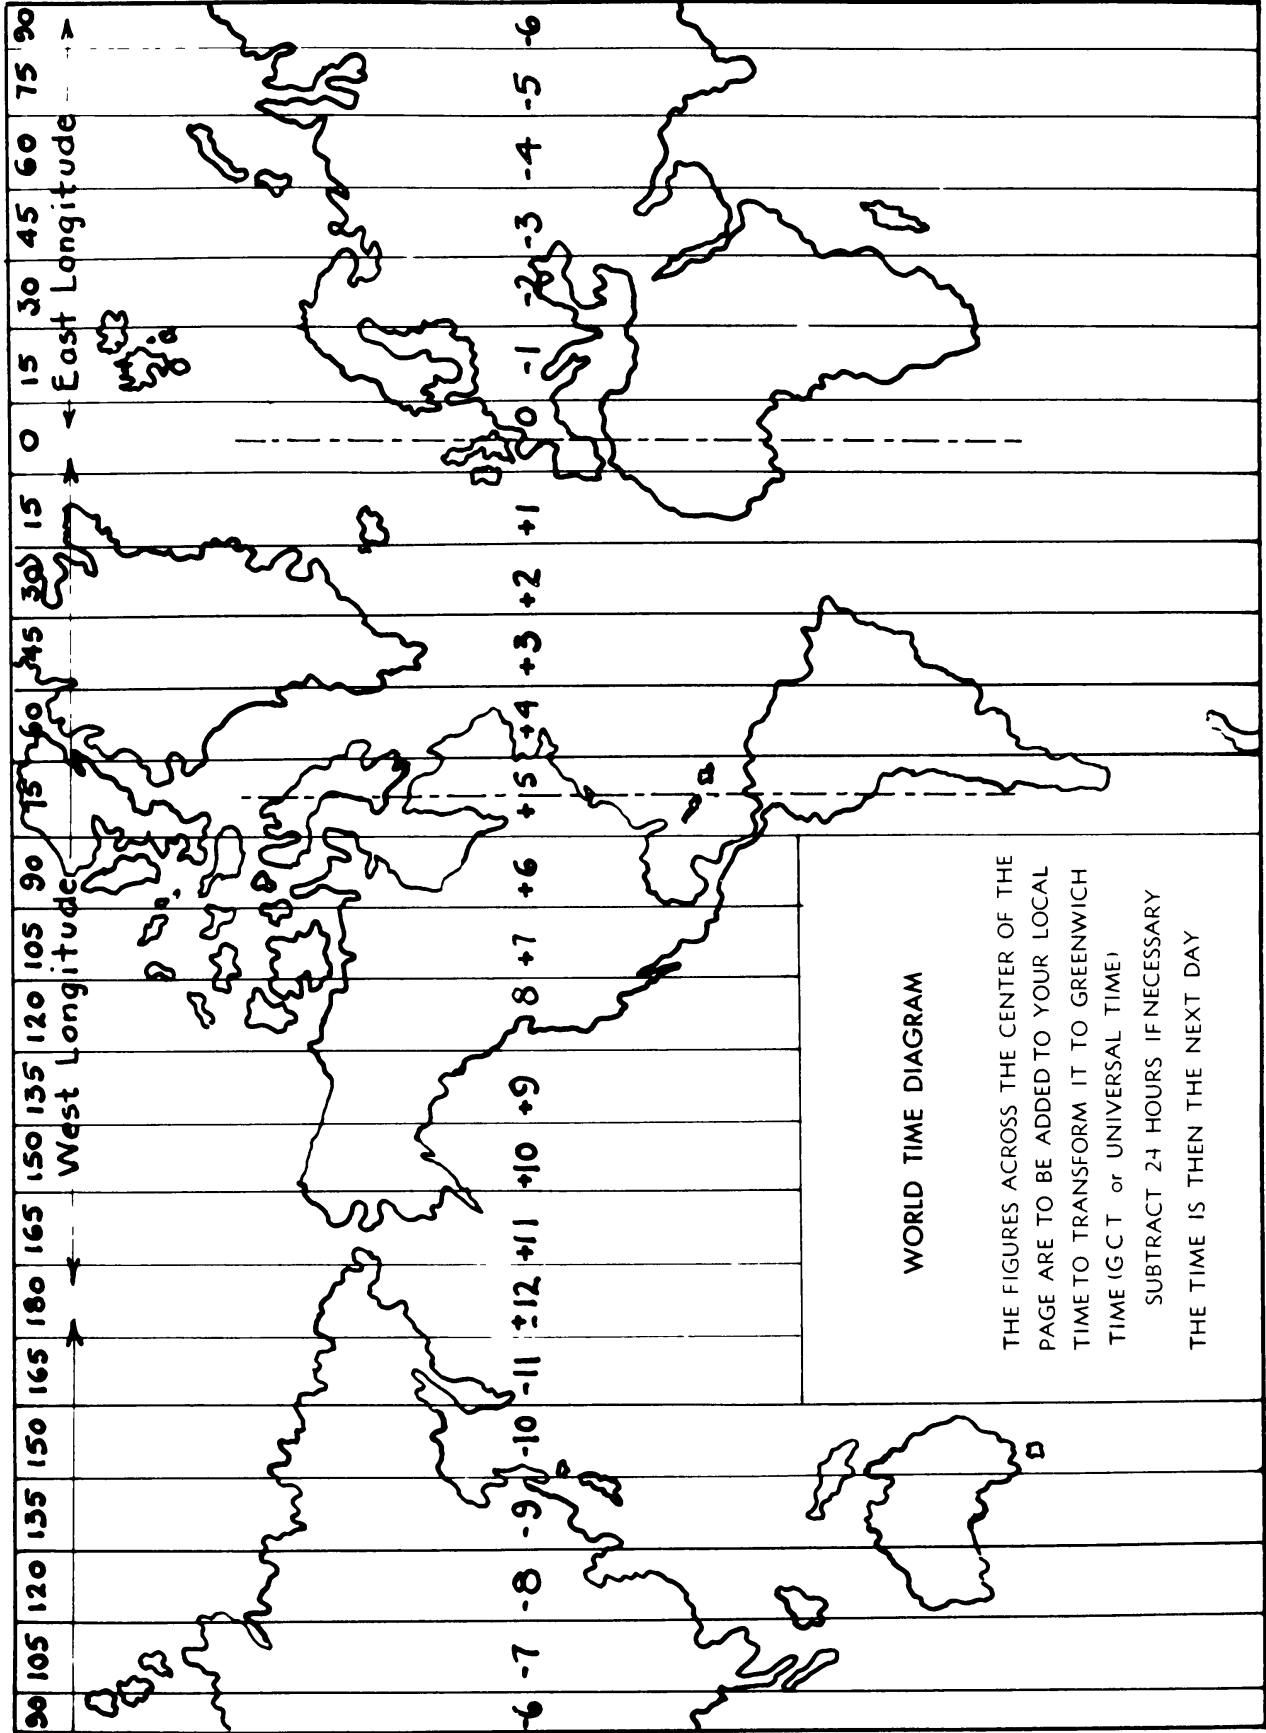 90 105 120 135 150 165 180 165 150 135 120 105 90 75 60 45 30 15 0 15 30 45 60 75 90
West Longitude East Longitude
-6 -7 -8 -9 -10 -11 ±12 +11 +10 +9 8 +7 +6 +5 +4 +3 +2 +1 0 -1 -2 -3 -4 -5 -6
WORLD TIME DIAGRAM
THE FIGURES ACROSS THE CENTER OF THE
PAGE ARE TO BE ADDED TO YOUR LOCAL
TIME TO TRANSFORM IT TO GREENWICH
TIME (G C T or UNIVERSAL TIME)
SUBTRACT 24 HOURS IF NECESSARY
THE TIME IS THEN THE NEXT DAY